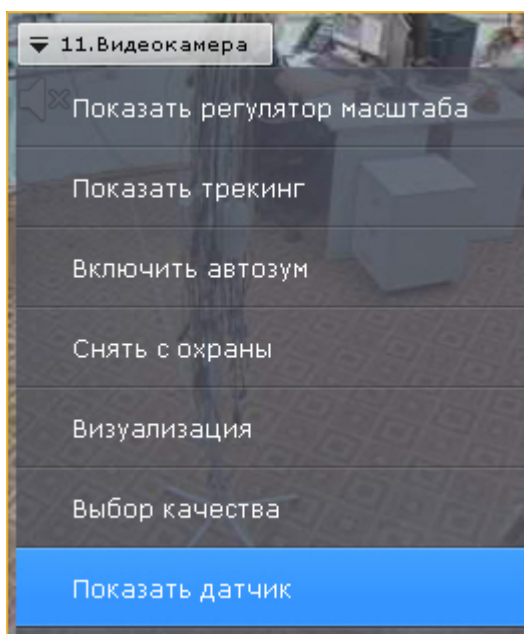 11.Видеокамера
Показать регулятор масштаба
Показать трекинг
Включить автозум
Снять с охраны
Визуализация
Выбор качества
Показать датчик